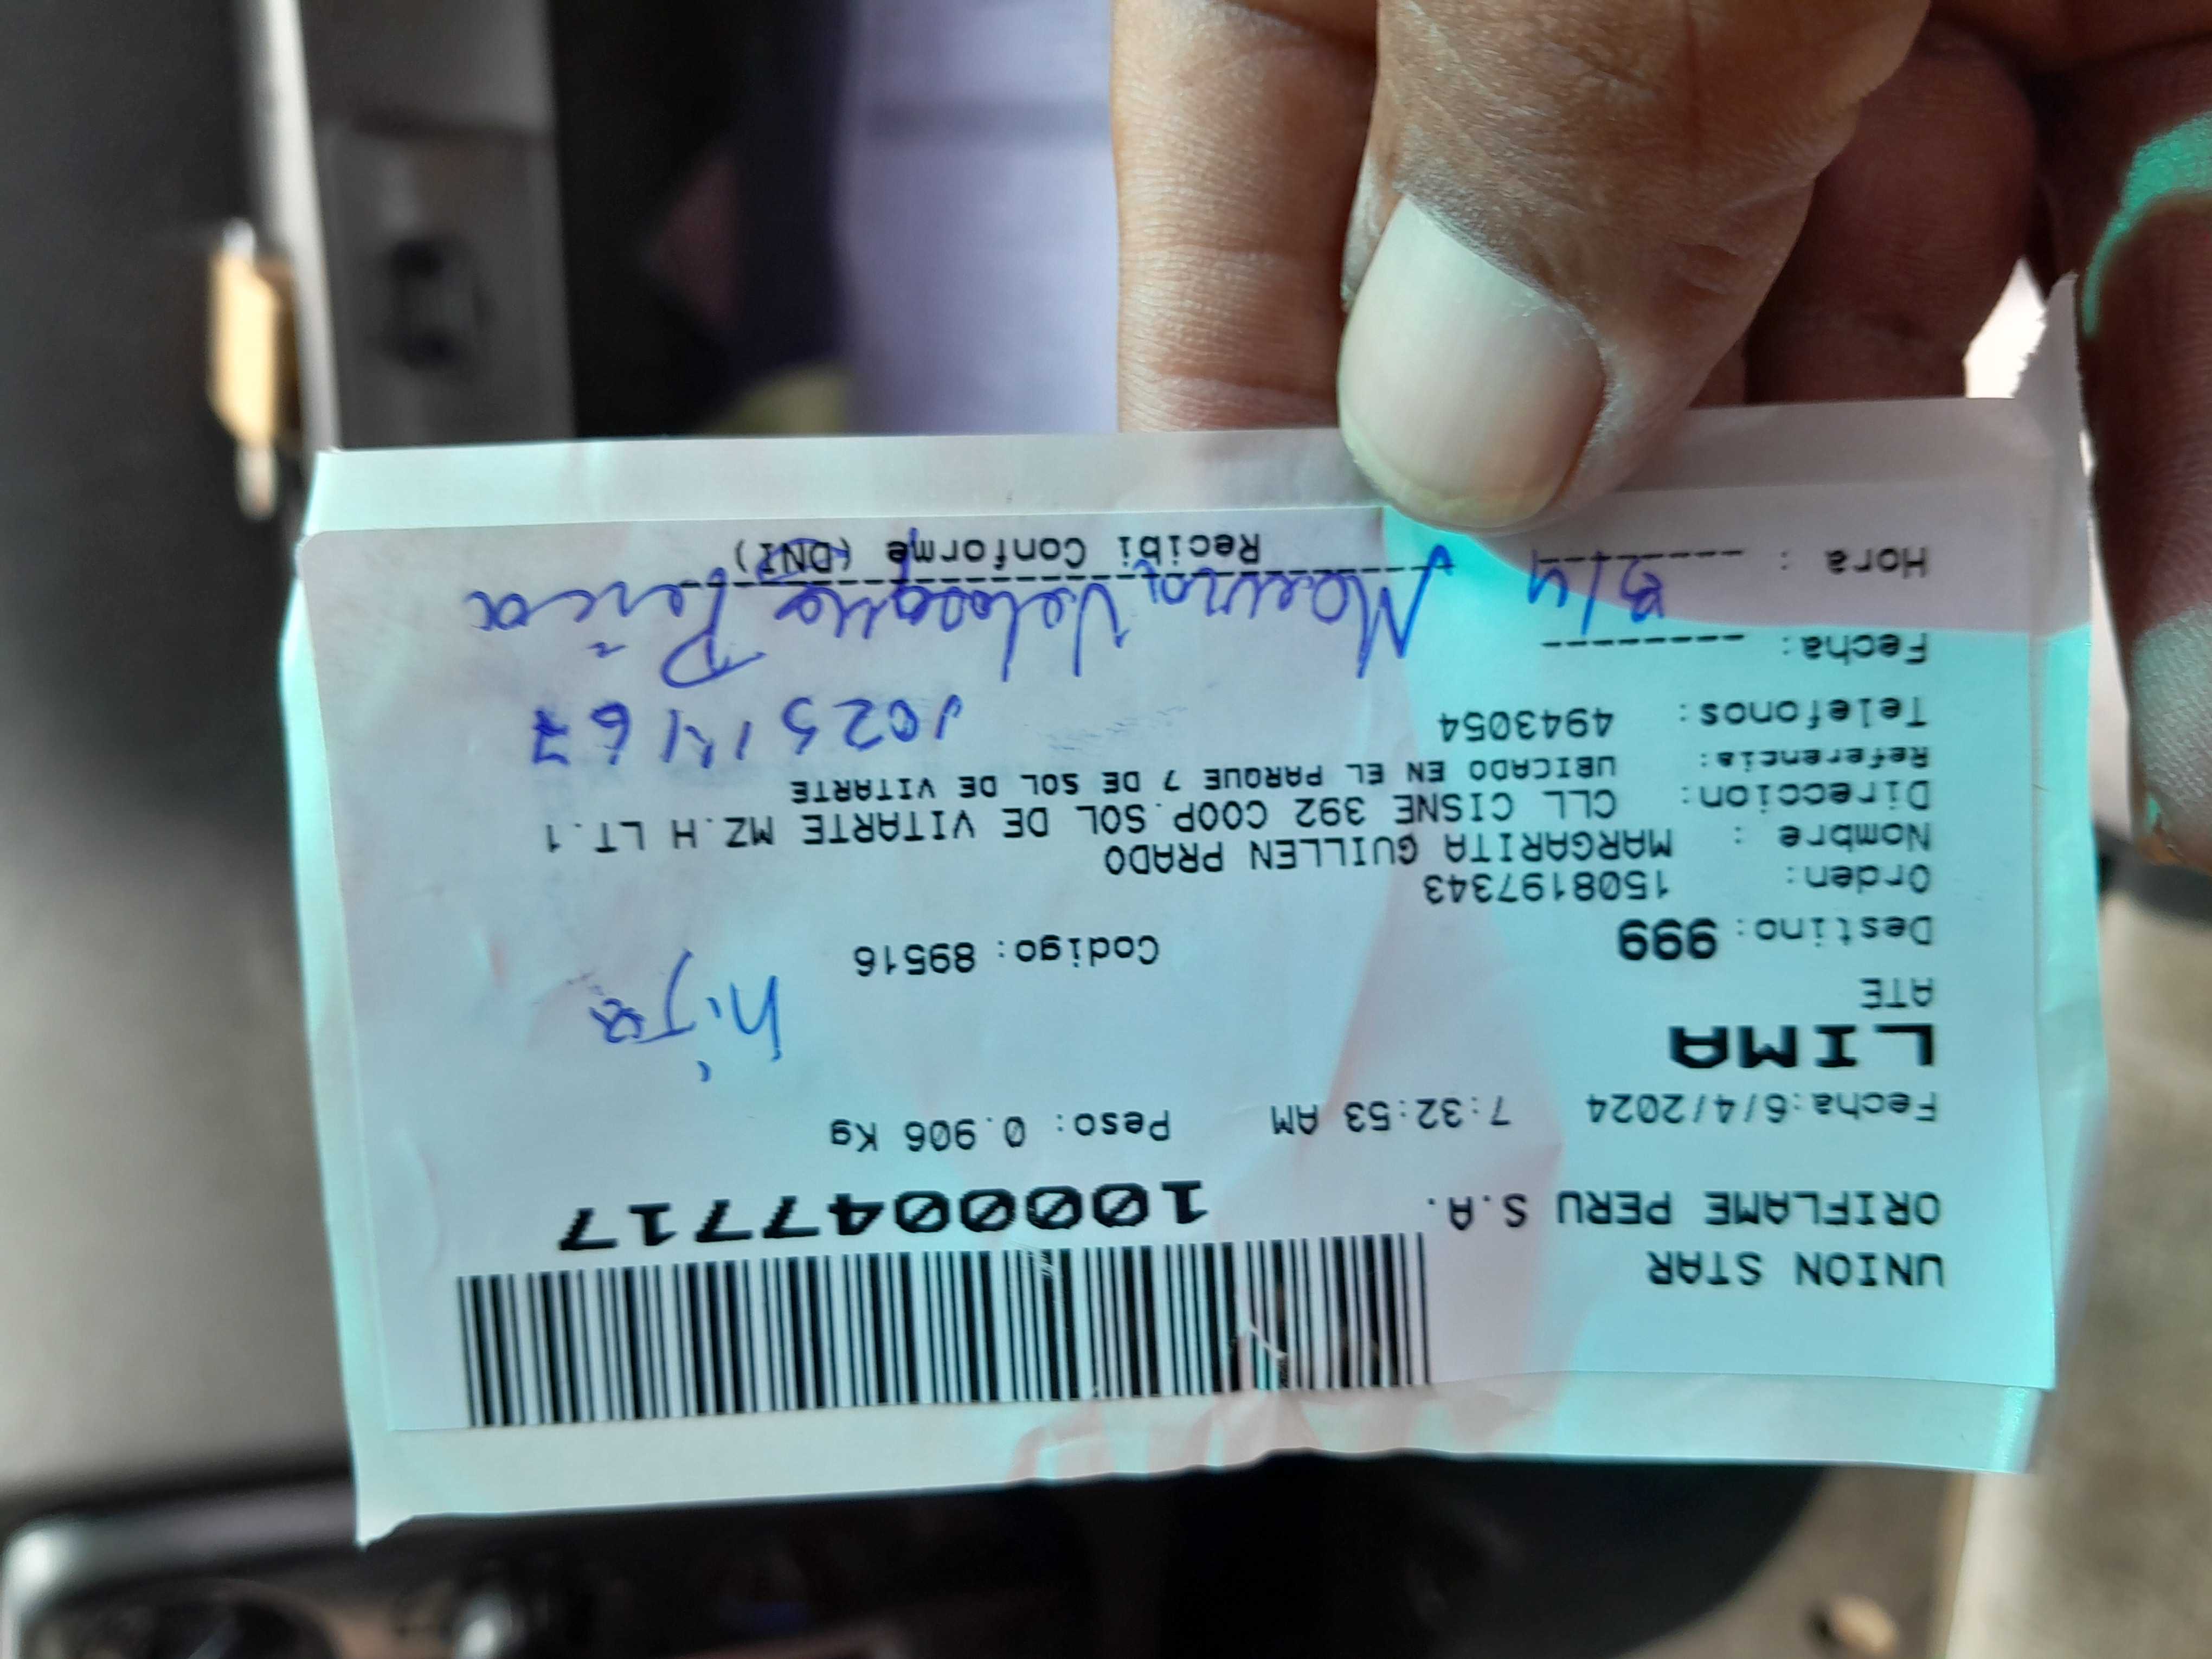 UNION STAR
ORIFLAME PERU S.A.
1000047717
Fecha:6/4/2024 7:32:53 AM Peso: 0.906 Kg
LIMA
ATE
hija
Destino: 999 Codigo: 89516
Orden: 1508197343
Nombre : MARGARITA GUILLEN PRADO
Direccion: CLL CISNE 392 COOP.SOL DE VITARTE MZ.H LT.1
Referencia: UBICADO EN EL PARQUE 7 DE SOL DE VITARTE
Telefonos: 4943054
Fecha: 8/4
Hora :
Recibi Conforme (DNI)